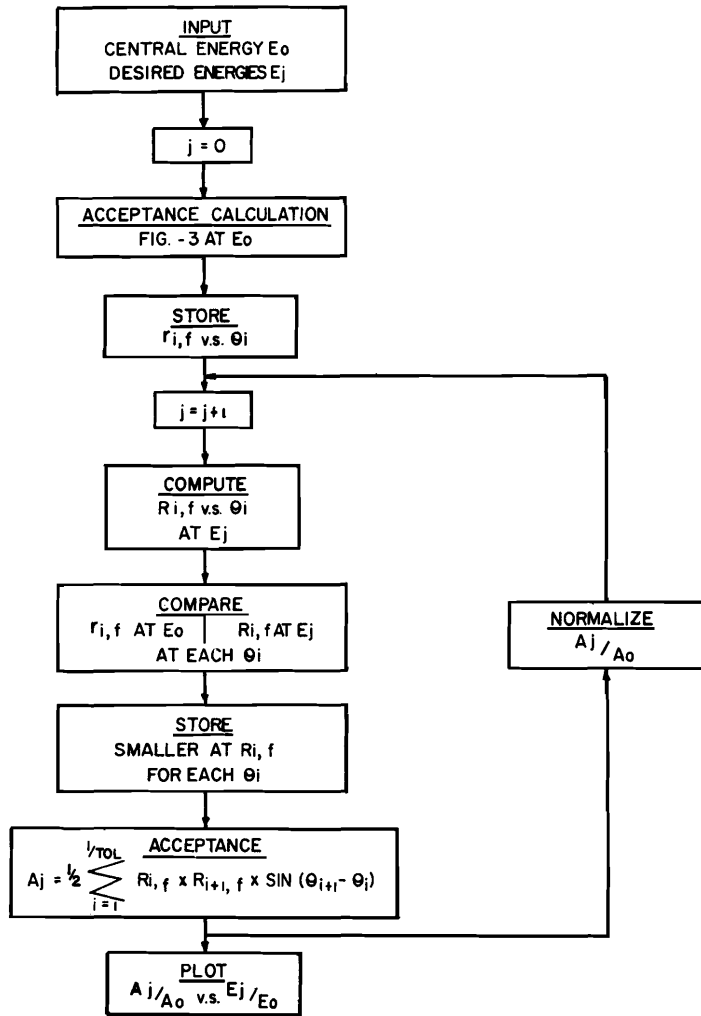 INPUT
CENTRAL ENERGY Eo
DESIRED ENERGIES Ej
j = 0
ACCEPTANCE CALCULATION
FIG. - 3 AT Eo
STORE
ri,f v.s. Θi
j = j+1
COMPUTE
Ri,f v.s. Θi
AT Ej
COMPARE
ri,f AT Eo | Ri,f AT Ej
AT EACH Θi
NORMALIZE
Aj/Ao
STORE
SMALLER AT Ri,f
FOR EACH Θi
ACCEPTANCE
Aj = 1/2 ∑ i=1 1/TOL Ri,f x Ri+1,f x SIN (Θi+1 - Θi)
PLOT
Aj/Ao v.s. Ej/Eo